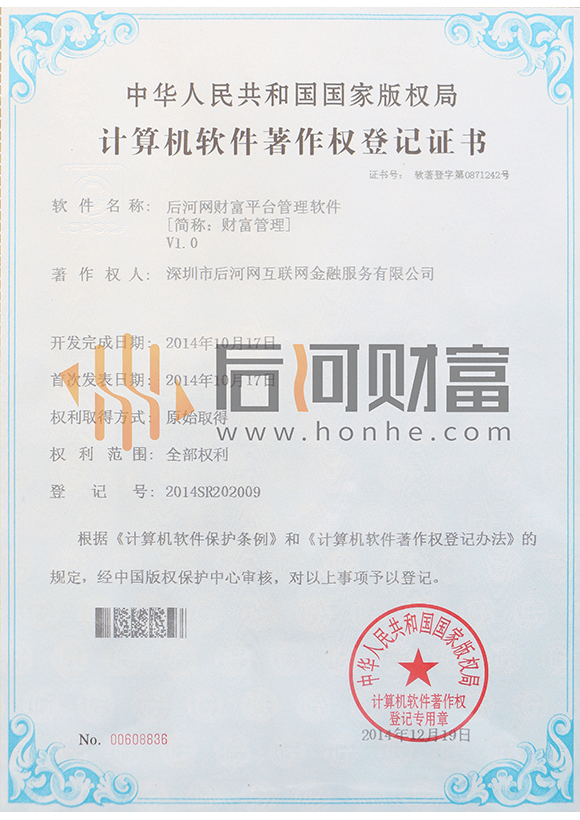 中华人民共和国国家版权局
计算机软件著作权登记证书
证书号： 软著登字第0871242号
软件名称： 后河网财富平台管理软件
[简称：财富管理]
V1.0
著作权人： 深圳市后河网互联网金融服务有限公司
开发完成日期： 2014年10月17日
首次发表日期： 2014年10月17日
后河财富
www.honhe.com
权利取得方式： 原始取得
权利范围： 全部权利
登记号： 2014SR202009
根据《计算机软件保护条例》和《计算机软件著作权登记办法》的
规定，经中国版权保护中心审核，对以上事项予以登记。
中华人民共和国国家版权局
计算机软件著作权
登记专用章
2014年12月19日
No. 00608836